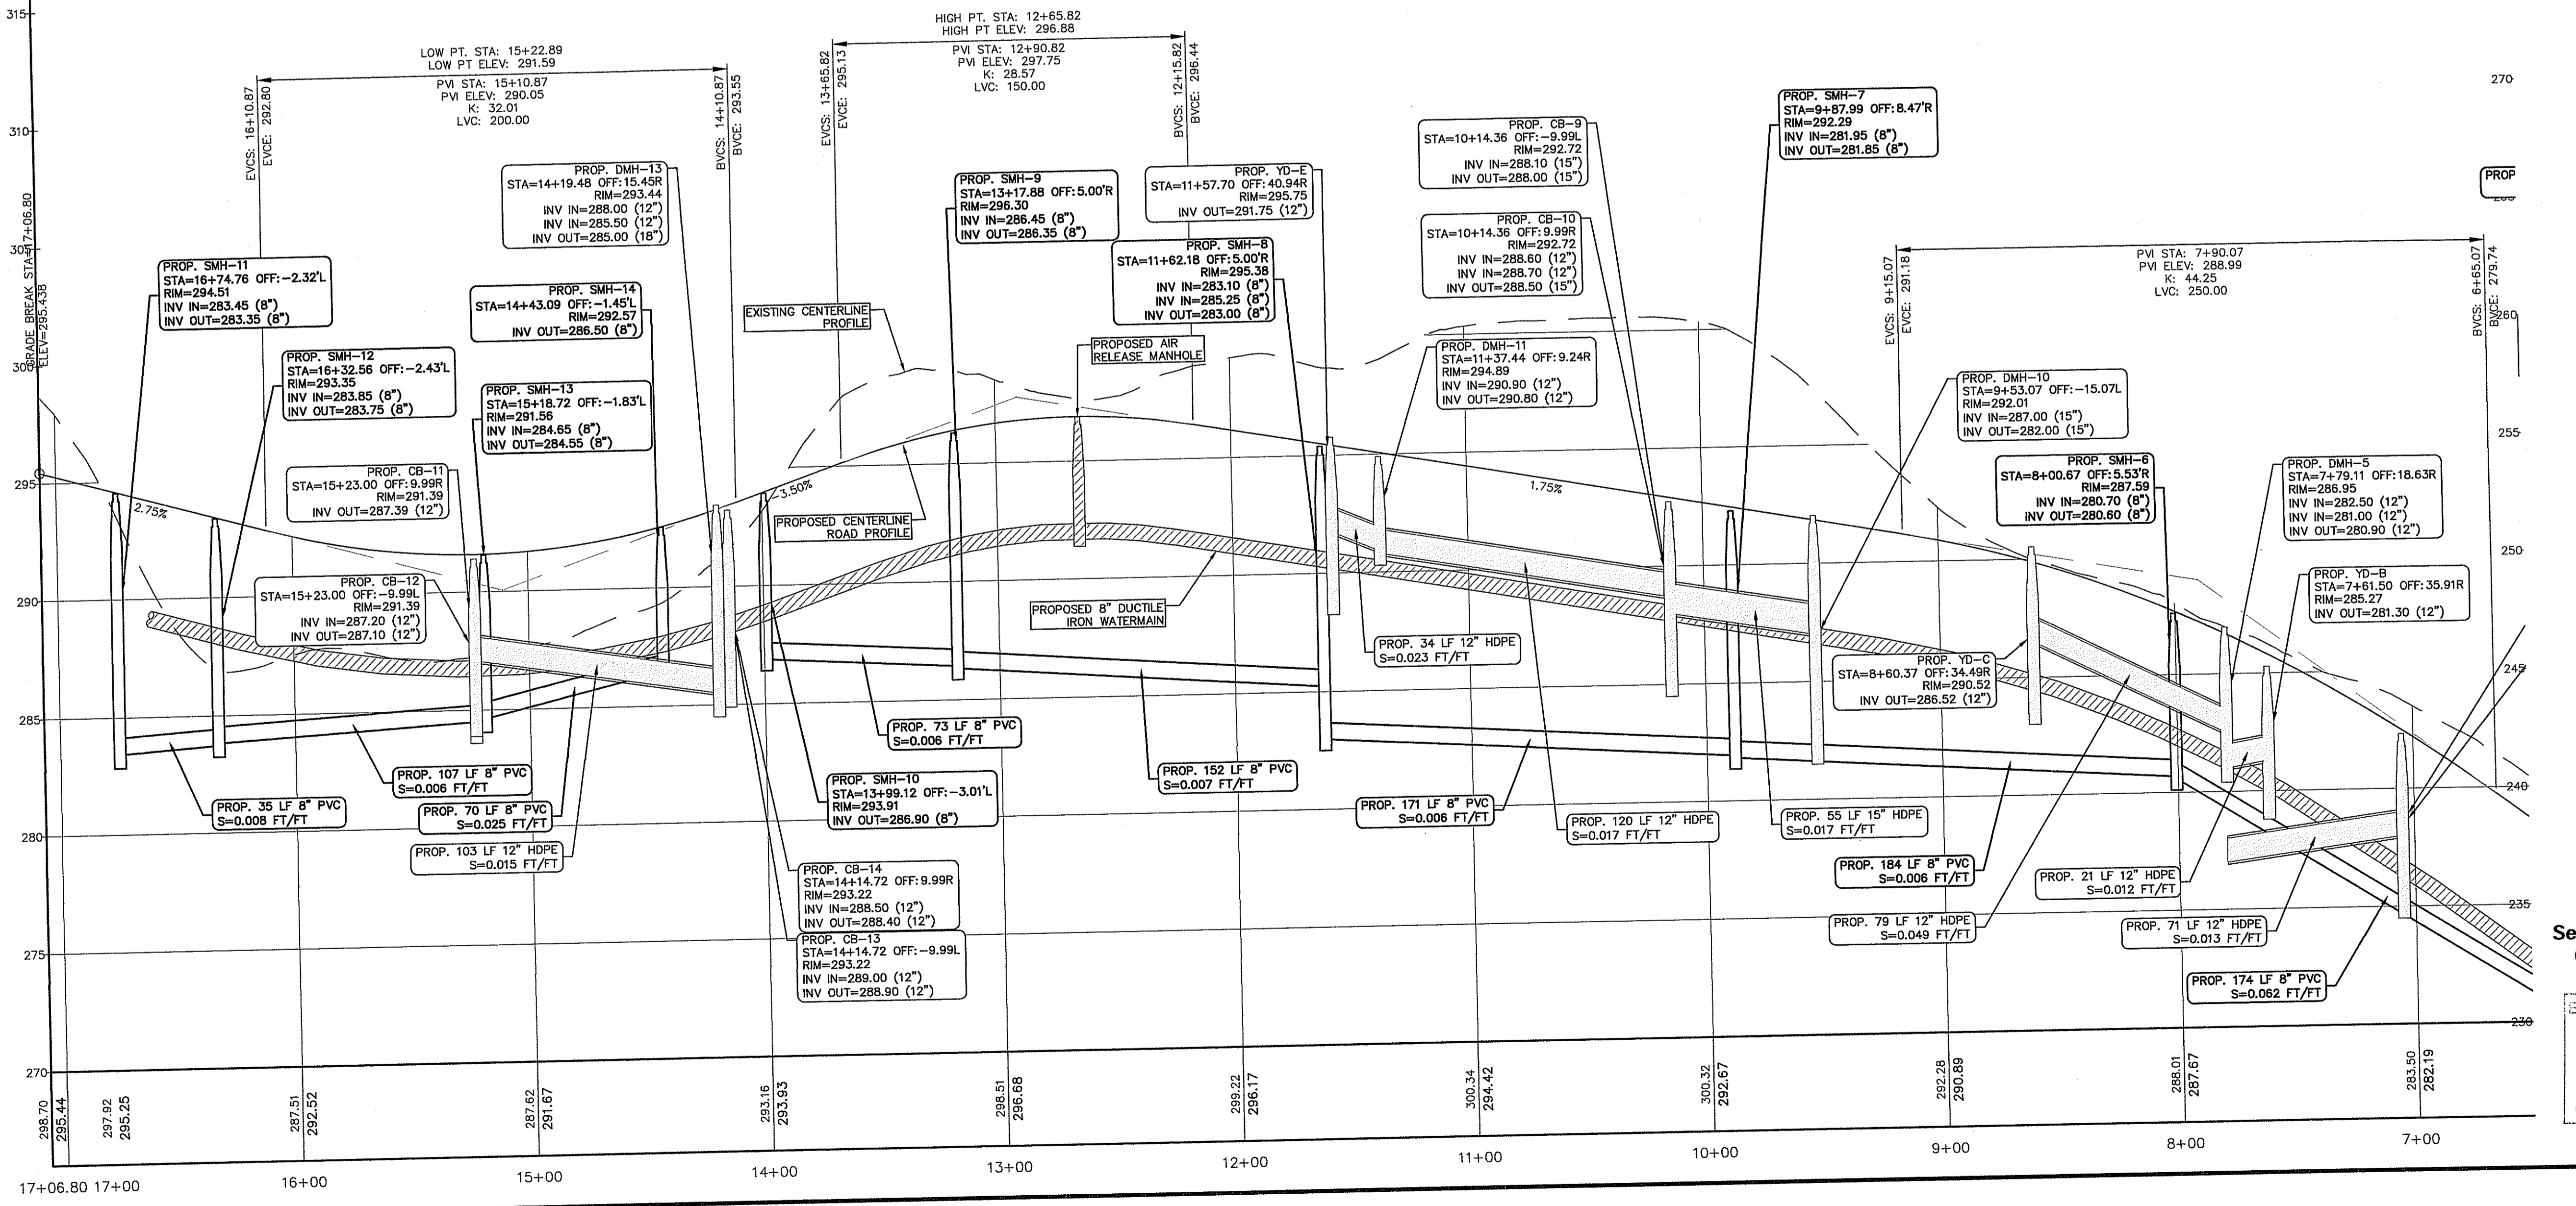 315
310
305
300
295
290
285
280
275
270
GRADE BREAK STA=17+06.80
ELEV=295.438
LOW PT. STA: 15+22.89
LOW PT ELEV: 291.59
PVI STA: 15+10.87
PVI ELEV: 290.05
K: 32.01
LVC: 200.00
EVCS: 16+10.87
EVCE: 292.80
BVCS: 14+10.87
BVCE: 293.55
HIGH PT. STA: 12+65.82
HIGH PT ELEV: 296.88
PVI STA: 12+90.82
PVI ELEV: 297.75
K: 28.57
LVC: 150.00
EVCS: 13+65.82
EVCE: 295.13
BVCS: 12+15.82
BVCE: 296.44
PVI STA: 7+90.07
PVI ELEV: 288.99
K: 44.25
LVC: 250.00
EVCS: 9+15.07
EVCE: 291.18
BVCS: 6+65.07
BVCE: 279.74
PROP. SMH-11
STA=16+74.76 OFF:-2.32'L
RIM=294.51
INV IN=283.45 (8")
INV OUT=283.35 (8")
PROP. SMH-12
STA=16+32.56 OFF:-2.43'L
RIM=293.35
INV IN=283.85 (8")
INV OUT=283.75 (8")
PROP. CB-11
STA=15+23.00 OFF:9.99R
RIM=291.39
INV OUT=287.39 (12")
PROP. CB-12
STA=15+23.00 OFF:-9.99L
RIM=291.39
INV IN=287.20 (12")
INV OUT=287.10 (12")
PROP. DMH-13
STA=14+19.48 OFF:15.45R
RIM=293.44
INV IN=288.00 (12")
INV IN=285.50 (12")
INV OUT=285.00 (18")
PROP. SMH-14
STA=14+43.09 OFF:-1.45'L
RIM=292.57
INV OUT=286.50 (8")
PROP. SMH-13
STA=15+18.72 OFF:-1.83'L
RIM=291.56
INV IN=284.65 (8")
INV OUT=284.55 (8")
EXISTING CENTERLINE
PROFILE
PROP. SMH-9
STA=13+17.88 OFF:5.00'R
RIM=296.30
INV IN=286.45 (8")
INV OUT=286.35 (8")
PROP. YD-E
STA=11+57.70 OFF:40.94R
RIM=295.75
INV OUT=291.75 (12")
PROP. SMH-8
STA=11+62.18 OFF:5.00'R
RIM=295.38
INV IN=283.10 (8")
INV IN=285.25 (8")
INV OUT=283.00 (8")
PROPOSED AIR
RELEASE MANHOLE
PROP. CB-9
STA=10+14.36 OFF:-9.99L
RIM=292.72
INV IN=288.10 (15")
INV OUT=288.00 (15")
PROP. CB-10
STA=10+14.36 OFF:9.99R
RIM=292.72
INV IN=288.60 (12")
INV IN=288.70 (12")
INV OUT=288.50 (15")
PROP. DMH-11
STA=11+37.44 OFF:9.24R
RIM=294.89
INV IN=290.90 (12")
INV OUT=290.80 (12")
PROP. SMH-7
STA=9+87.99 OFF:8.47'R
RIM=292.29
INV IN=281.95 (8")
INV OUT=281.85 (8")
PROP. DMH-10
STA=9+53.07 OFF:-15.07L
RIM=292.01
INV IN=287.00 (15")
INV OUT=282.00 (15")
PROP. SMH-6
STA=8+00.67 OFF:5.53'R
RIM=287.59
INV IN=280.70 (8")
INV OUT=280.60 (8")
PROP. DMH-5
STA=7+79.11 OFF:18.63R
RIM=286.95
INV IN=282.50 (12")
INV IN=281.00 (12")
INV OUT=280.90 (12")
PROP. YD-B
STA=7+61.50 OFF:35.91R
RIM=285.27
INV OUT=281.30 (12")
PROP. YD-C
STA=8+60.37 OFF:34.49R
RIM=290.52
INV OUT=286.52 (12")
2.75%
-3.50%
1.75%
PROPOSED CENTERLINE
ROAD PROFILE
PROPOSED 8" DUCTILE
IRON WATERMAIN
PROP. 34 LF 12" HDPE
S=0.023 FT/FT
PROP. 73 LF 8" PVC
S=0.006 FT/FT
PROP. 107 LF 8" PVC
S=0.006 FT/FT
PROP. 35 LF 8" PVC
S=0.008 FT/FT
PROP. 70 LF 8" PVC
S=0.025 FT/FT
PROP. 103 LF 12" HDPE
S=0.015 FT/FT
PROP. SMH-10
STA=13+99.12 OFF:-3.01'L
RIM=293.91
INV OUT=286.90 (8")
PROP. CB-14
STA=14+14.72 OFF:9.99R
RIM=293.22
INV IN=288.50 (12")
INV OUT=288.40 (12")
PROP. CB-13
STA=14+14.72 OFF:-9.99L
RIM=293.22
INV IN=289.00 (12")
INV OUT=288.90 (12")
PROP. 152 LF 8" PVC
S=0.007 FT/FT
PROP. 171 LF 8" PVC
S=0.006 FT/FT
PROP. 120 LF 12" HDPE
S=0.017 FT/FT
PROP. 55 LF 15" HDPE
S=0.017 FT/FT
PROP. 184 LF 8" PVC
S=0.006 FT/FT
PROP. 79 LF 12" HDPE
S=0.049 FT/FT
PROP. 21 LF 12" HDPE
S=0.012 FT/FT
PROP. 71 LF 12" HDPE
S=0.013 FT/FT
PROP. 174 LF 8" PVC
S=0.062 FT/FT
270
PROP
260
255
250
245
240
235
230
Se
298.70
295.44
297.92
295.25
287.51
292.52
287.62
291.67
293.16
293.93
298.51
296.68
299.22
296.17
300.34
294.42
300.32
292.67
292.28
290.89
288.01
287.67
283.50
282.19
17+06.80 17+00
16+00
15+00
14+00
13+00
12+00
11+00
10+00
9+00
8+00
7+00